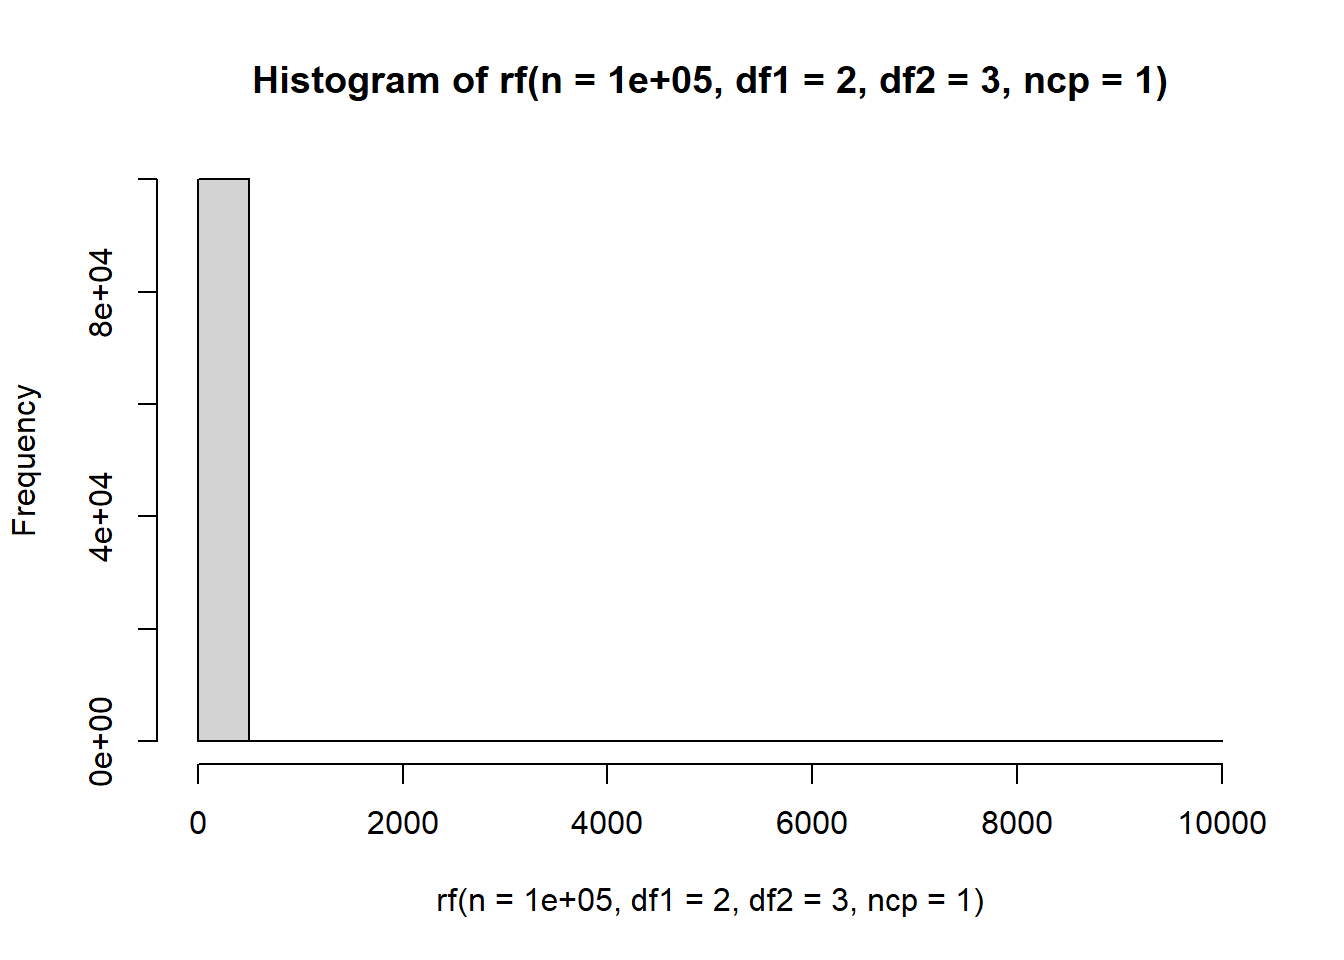 Histogram of rf(n = 1e+05, df1 = 2, df2 = 3, ncp = 1)
Frequency
8e+04
4e+04
0e+00
0 2000 4000 6000 8000 10000
rf(n = 1e+05, df1 = 2, df2 = 3, ncp = 1)